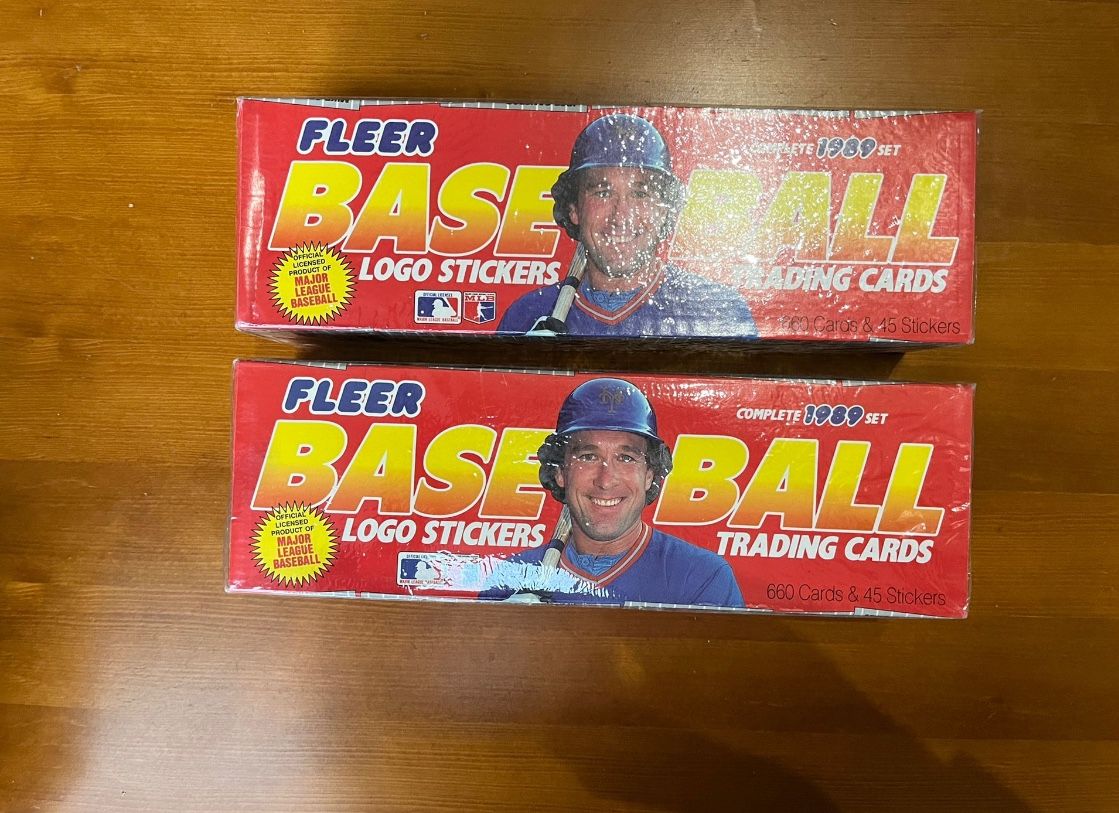 FLEER
COMPLETE 1989 SET
BASEBALL
LOGO STICKERS TRADING CARDS
OFFICIAL
LICENSED
PRODUCT OF
MAJOR
LEAGUE
BASEBALL
MLB
660 Cards & 45 Stickers
FLEER
COMPLETE 1989 SET
BASEBALL
LOGO STICKERS TRADING CARDS
OFFICIAL
LICENSED
PRODUCT OF
MAJOR
LEAGUE
BASEBALL
660 Cards & 45 Stickers